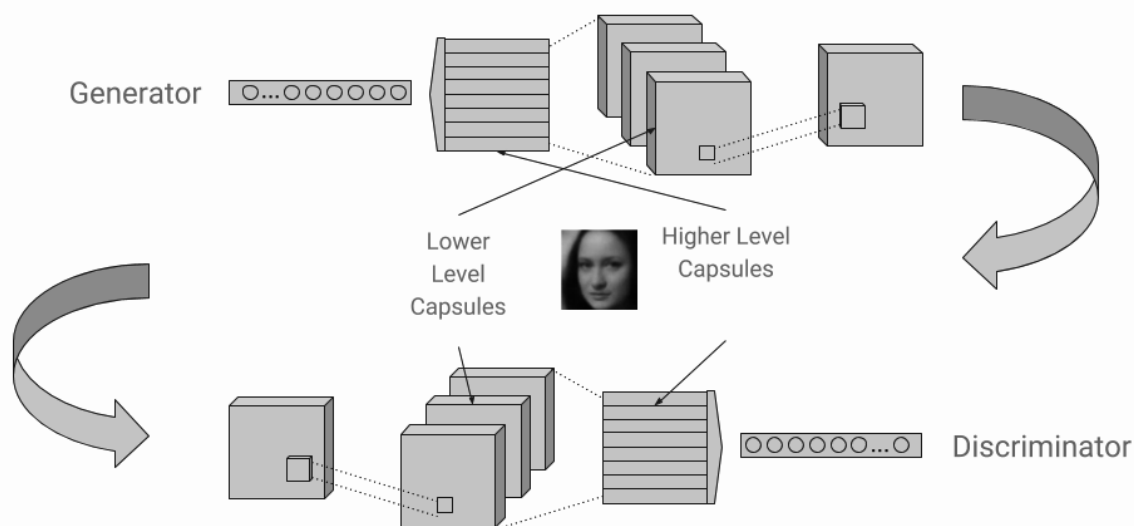 Generator
Lower
Level
Capsules
Higher Level
Capsules
Discriminator